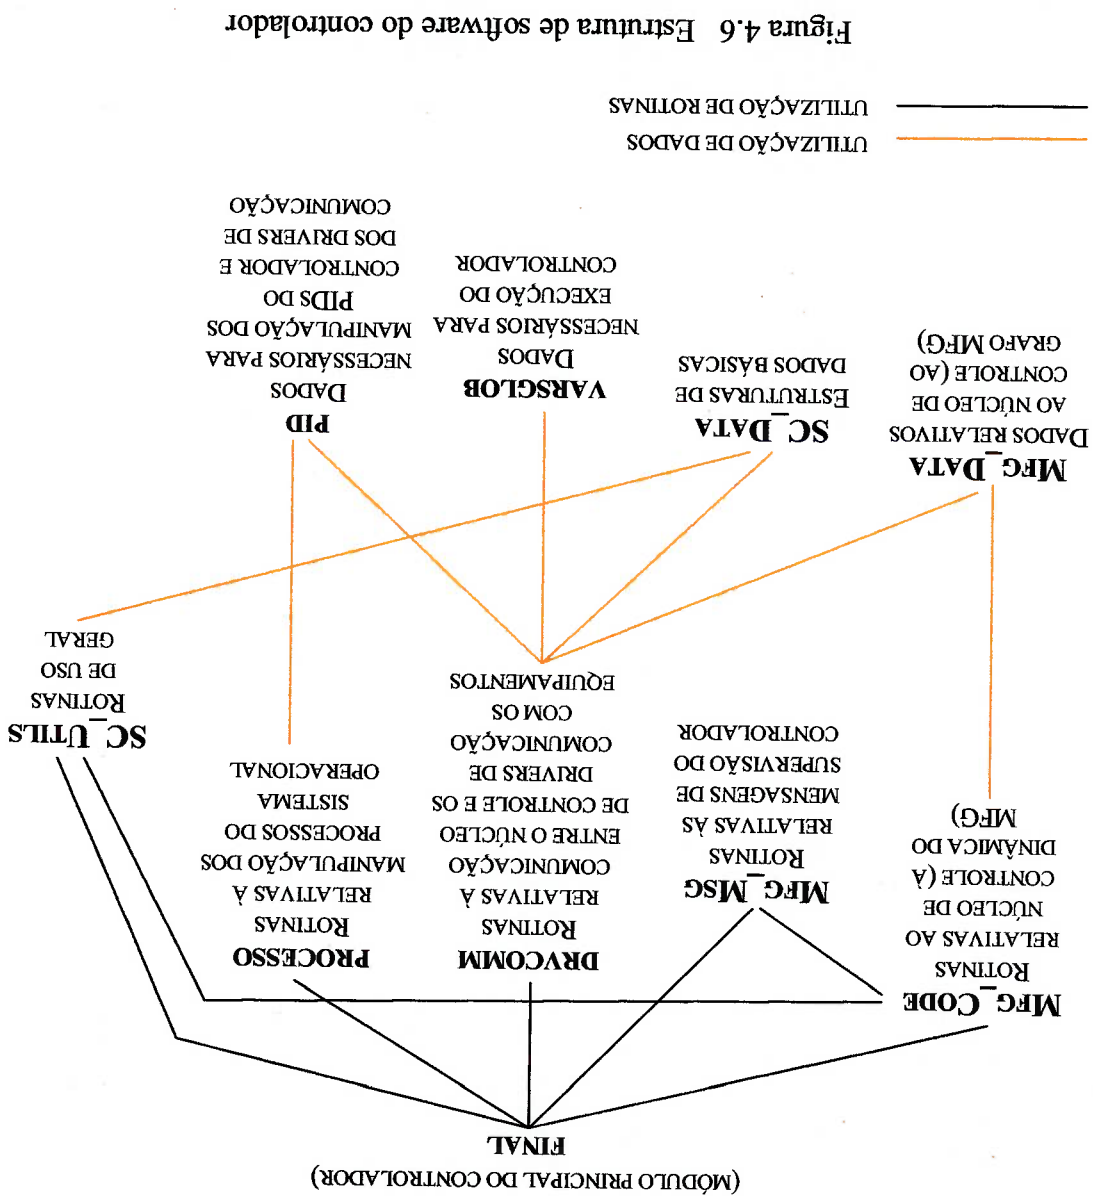 (MÓDULO PRINCIPAL DO CONTROLADOR)
FINAL
MFG_CODE
ROTINAS
RELATIVAS AO
NÚCLEO DE
CONTROLE (À
DINÂMICA DO
MFG)
MFG_MSG
ROTINAS
RELATIVAS ÀS
MENSAGENS DE
SUPERVISÃO DO
CONTROLADOR
DRVCOMM
ROTINAS
RELATIVAS À
COMUNICAÇÃO
ENTRE O NÚCLEO
DE CONTROLE E OS
DRIVERS DE
COMUNICAÇÃO
COM OS
EQUIPAMENTOS
PROCESSO
ROTINAS
RELATIVAS À
MANIPULAÇÃO DOS
PROCESSOS DO
SISTEMA
OPERACIONAL
SC_UTILS
ROTINAS
DE USO
GERAL
MFG_DATA
DADOS RELATIVOS
AO NÚCLEO DE
CONTROLE (AO
GRAFO MFG)
SC_DATA
ESTRUTURAS DE
DADOS BÁSICAS
VARSGLOB
DADOS
NECESSÁRIOS PARA
EXECUÇÃO DO
CONTROLADOR
PID
DADOS
NECESSÁRIOS PARA
MANIPULAÇÃO DOS
PIDs DO
CONTROLADOR E
DOS DRIVERS DE
COMUNICAÇÃO
UTILIZAÇÃO DE DADOS
UTILIZAÇÃO DE ROTINAS
Figura 4.6 Estrutura de software do controlador